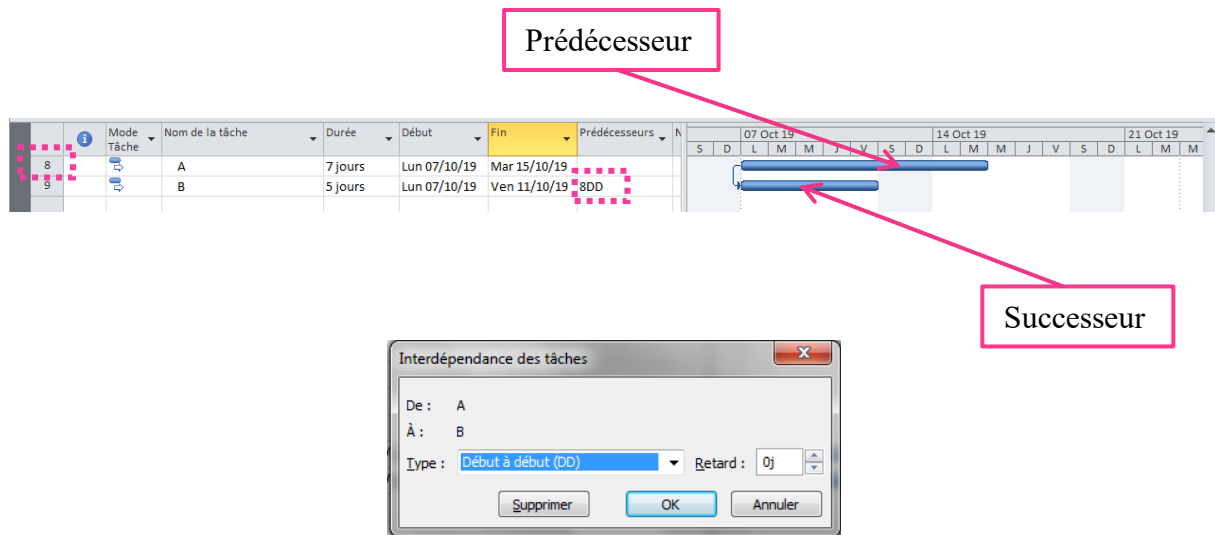 Prédécesseur
Mode Tâche Nom de la tâche Durée Début Fin Prédécesseurs N 07 Oct 19 14 Oct 19 21 Oct 19
S D L M M J V S D L M M J V S D L M M
8 A 7 jours Lun 07/10/19 Mar 15/10/19
9 B 5 jours Lun 07/10/19 Ven 11/10/19 8DD
Successeur
Interdépendance des tâches
De : A
À : B
Type : Début à début (DD) Retard : 0j
Supprimer OK Annuler